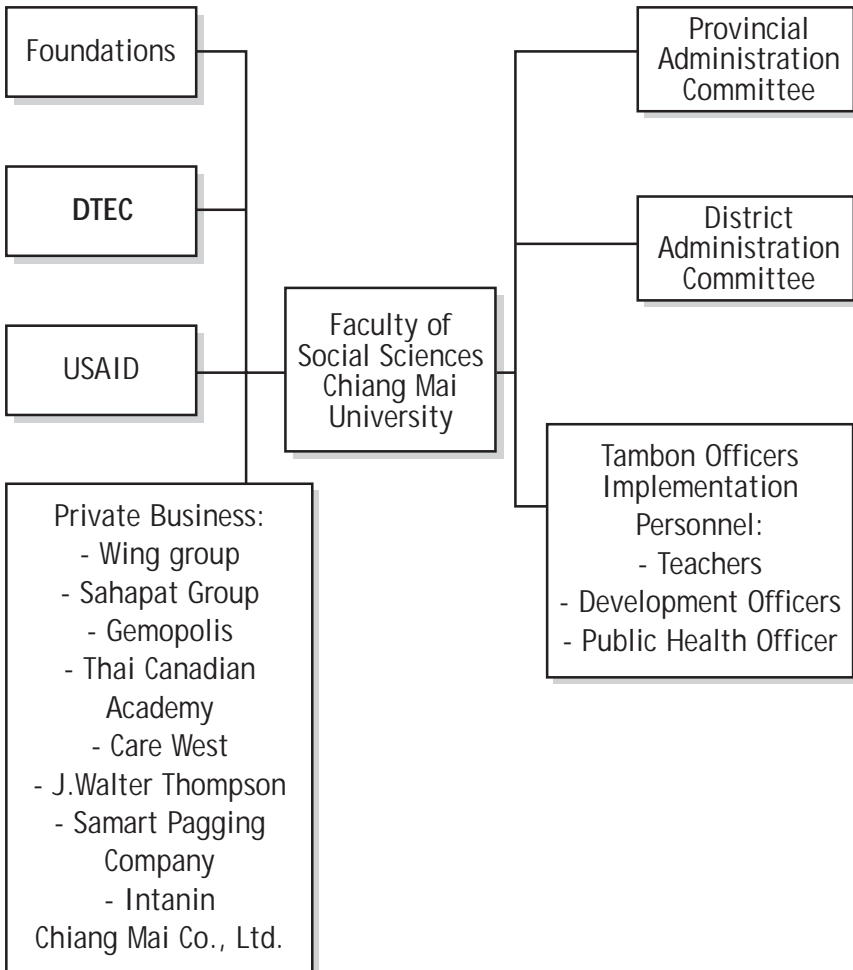 Foundations
DTEC
USAID
Private Business:
- Wing group
- Sahapat Group
- Gemopolis
- Thai Canadian
Academy
- Care West
- J.Walter Thompson
- Samart Pagging
Company
- Intanin
Chiang Mai Co., Ltd.
Faculty of
Social Sciences
Chiang Mai
University
Provincial
Administration
Committee
District
Administration
Committee
Tambon Officers
Implementation
Personnel:
- Teachers
- Development Officers
- Public Health Officer